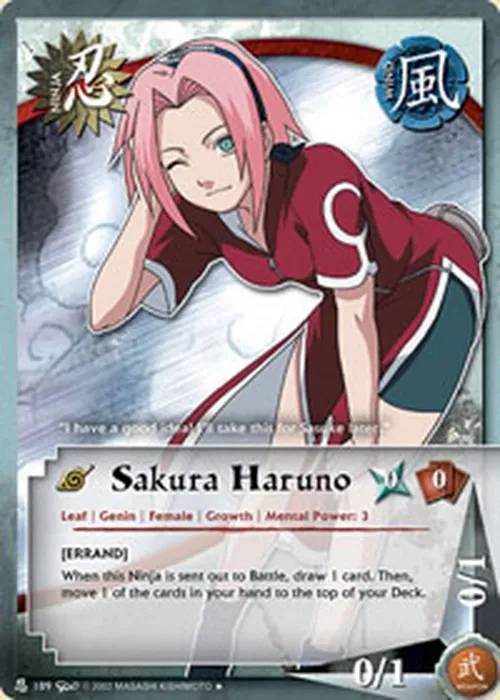 NINJA
忍
WIND
風
"I have a good idea! I'll take this for Sasuke later."
Sakura Haruno 0 0
Leaf | Genin | Female | Growth | Mental Power: 3
[ERRAND]
When this Ninja is sent out to Battle, draw 1 card. Then,
move 1 of the cards in your hand to the top of your Deck.
0/1
0/1
武
189 © 2002 MASASHI KISHIMOTO